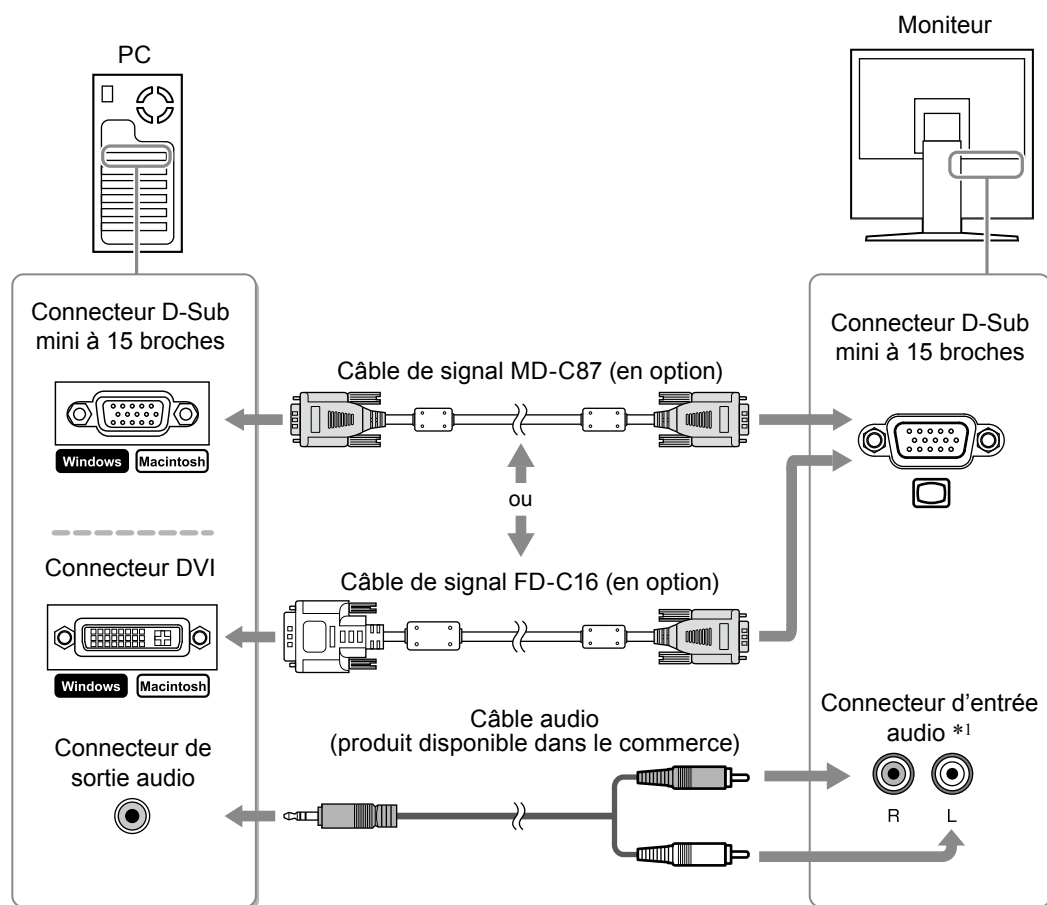 PC
Moniteur
Connecteur D-Sub
mini à 15 broches
Windows Macintosh
Connecteur DVI
Windows Macintosh
Connecteur de
sortie audio
Câble de signal MD-C87 (en option)
ou
Câble de signal FD-C16 (en option)
Câble audio
(produit disponible dans le commerce)
Connecteur D-Sub
mini à 15 broches
Connecteur d’entrée
audio *1
R L